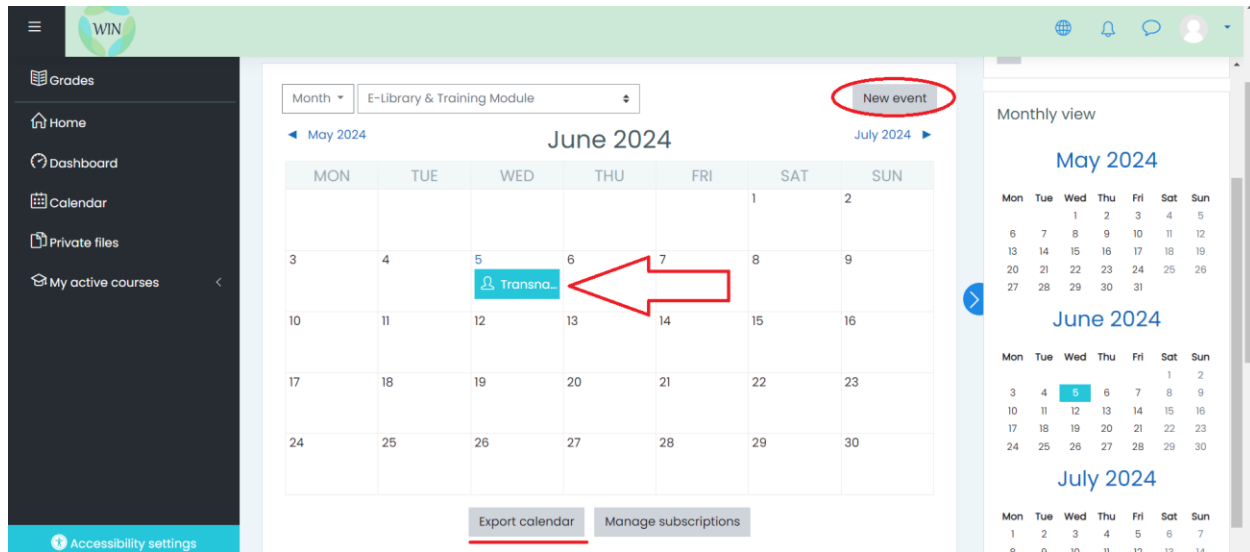 WIN
Grades
Home
Dashboard
Calendar
Private files
My active courses
Accessibility settings
Month
E-Library & Training Module
New event
May 2024
June 2024
July 2024
MON TUE WED THU FRI SAT SUN
1 2
3 4 5 6 7 8 9
Transna...
10 11 12 13 14 15 16
17 18 19 20 21 22 23
24 25 26 27 28 29 30
Export calendar
Manage subscriptions
Monthly view
May 2024
Mon Tue Wed Thu Fri Sat Sun
1 2 3 4 5
6 7 8 9 10 11 12
13 14 15 16 17 18 19
20 21 22 23 24 25 26
27 28 29 30 31
June 2024
Mon Tue Wed Thu Fri Sat Sun
1 2
3 4 5 6 7 8 9
10 11 12 13 14 15 16
17 18 19 20 21 22 23
24 25 26 27 28 29 30
July 2024
Mon Tue Wed Thu Fri Sat Sun
1 2 3 4 5 6 7